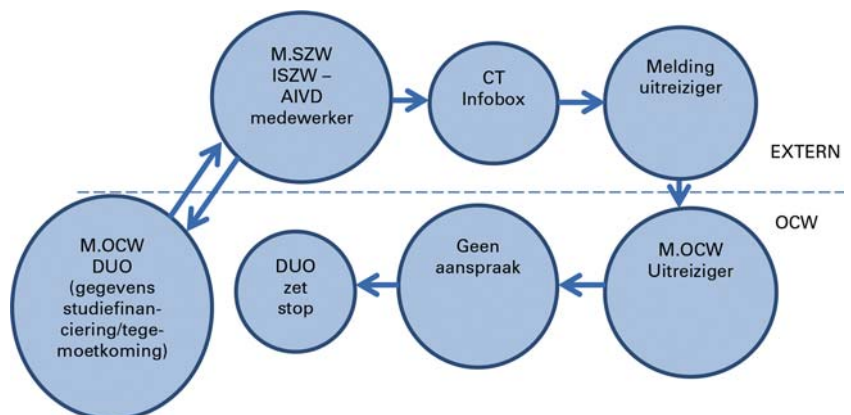 M.SZW
ISZW –
AIVD
medewerker
CT
Infobox
Melding
uitreiziger
EXTERN
OCW
M.OCW
DUO
(gegevens
studiefinan-
ciering/tege-
moetkoming)
DUO
zet
stop
Geen
aanspraak
M.OCW
Uitreiziger